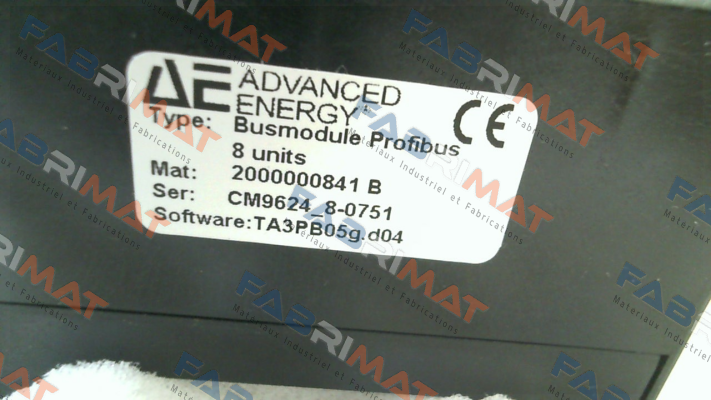 AE ADVANCED
ENERGY
CE
Type: Busmodule Profibus
8 units
Mat: 2000000841 B
Ser: CM9624_8-0751
Software:TA3PB05g.d04
FABRIMAT
Materiaux Industriel et Fabrications